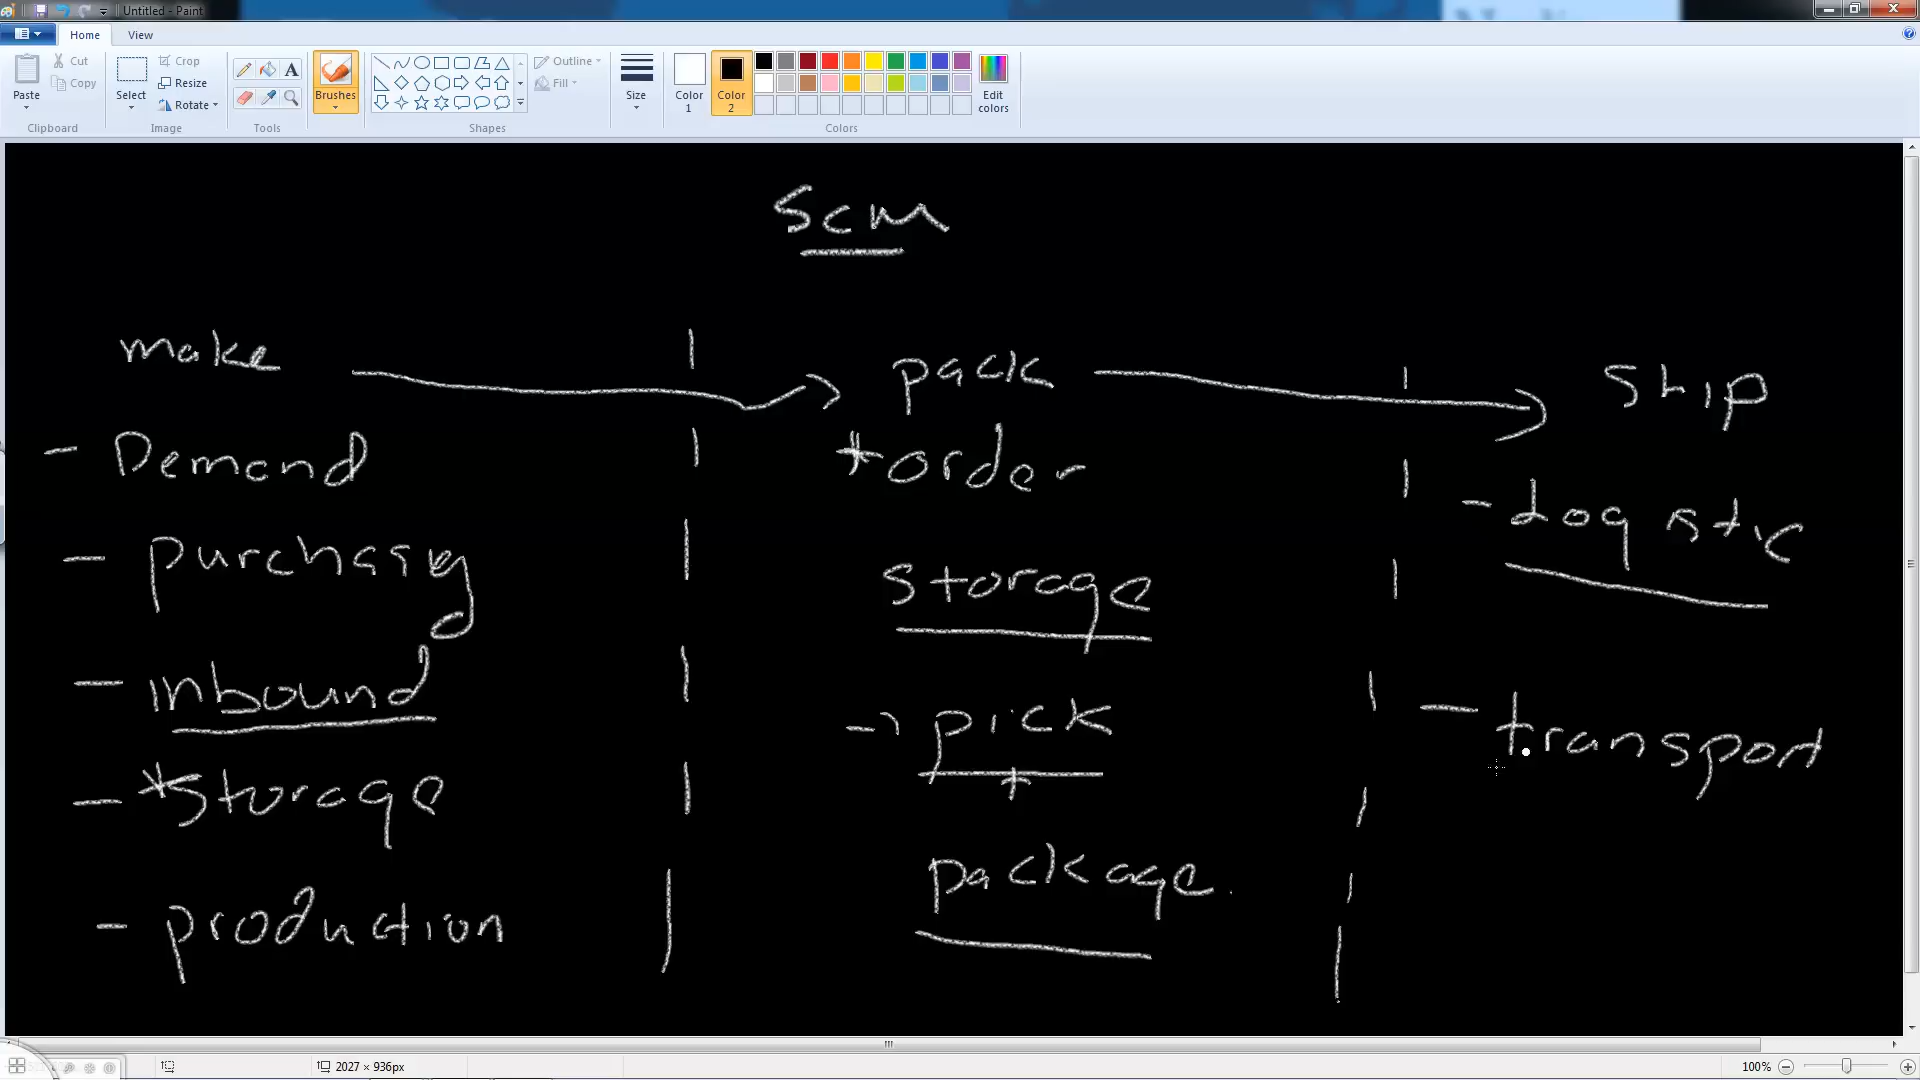 Untitled - Paint
Home View
Paste
Cut
Copy
Clipboard
Select
Crop
Resize
Rotate
Image
Tools
Brushes
Shapes
Outline
Fill
Size
Color 1
Color 2
Edit colors
Colors
Scm
make pack Ship
- Demand
- purchasing
- inbound
- *storage
- production
*order
storage
pick
package.
- Logistic
- transport
2027 × 936px
100%